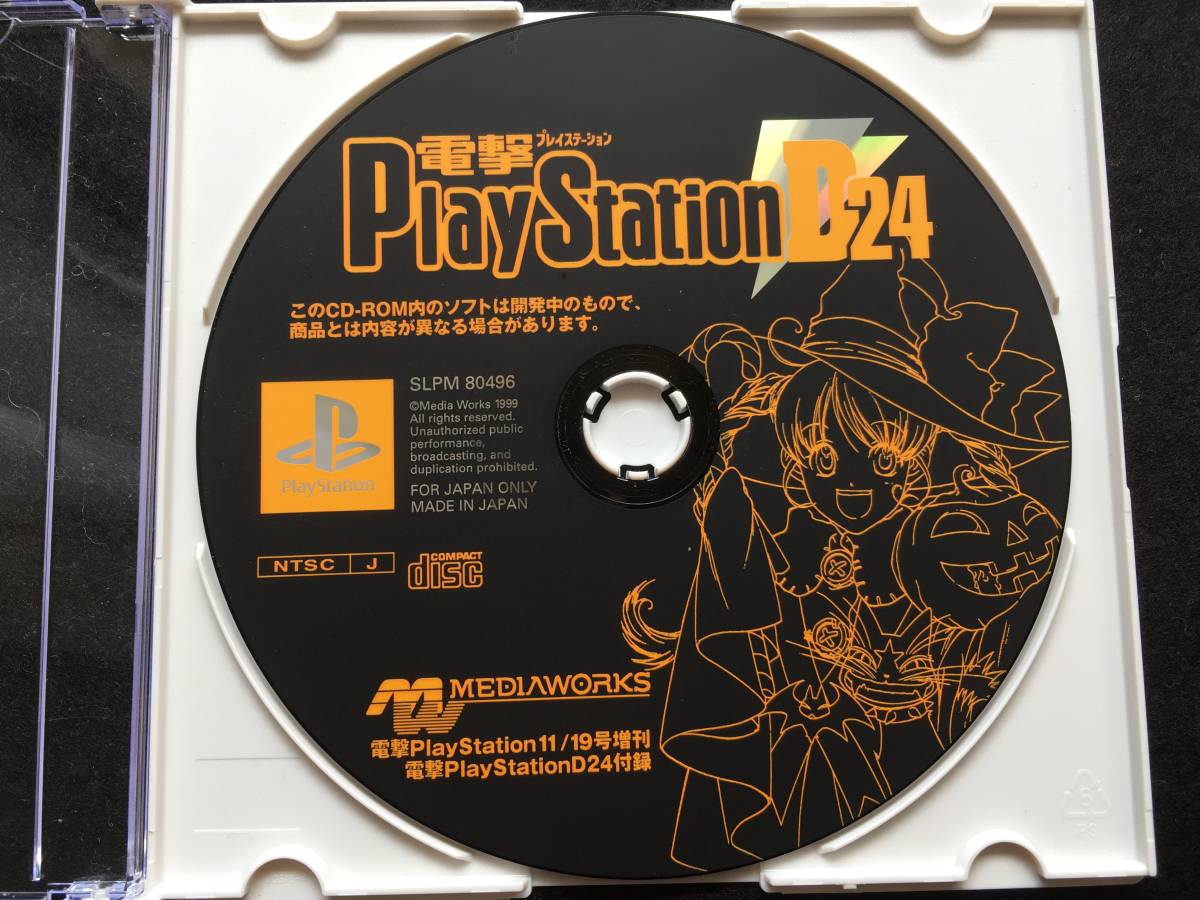 電撃プレイステーション
PlayStation D24
このCD-ROM内のソフトは開発中のもので、
商品とは内容が異なる場合があります。
PlayStation
SLPM 80496
©Media Works 1999
All rights reserved.
Unauthorized public
performance,
broadcasting, and
duplication prohibited.
FOR JAPAN ONLY
MADE IN JAPAN
NTSC J
COMPACT
disc
MEDIAWORKS
電撃PlayStation11/19号増刊
電撃PlayStationD24付録